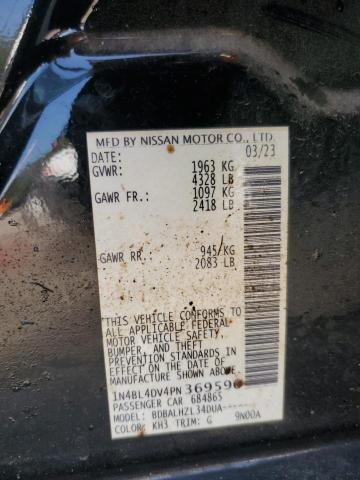 MFD BY NISSAN MOTOR CO., LTD.
DATE: 03/23
GVWR: 1963 KG
4328 LB
GAWR FR.: 1097 KG
2418 LB
GAWR RR.: 945/KG
2083 LB
THIS VEHICLE CONFORMS TO
ALL APPLICABLE FEDERAL
MOTOR VEHICLE SAFETY,
BUMPER, AND THEFT
PREVENTION STANDARDS IN
EFFECT ON THE DATE OF
MANUFACTURE SHOWN ABOVE.
1N4BL4DV4PN
PASSENGER CAR 684865
MODEL: BDBALHZL34DUA-----
COLOR: KH3 TRIM: G 9N00A